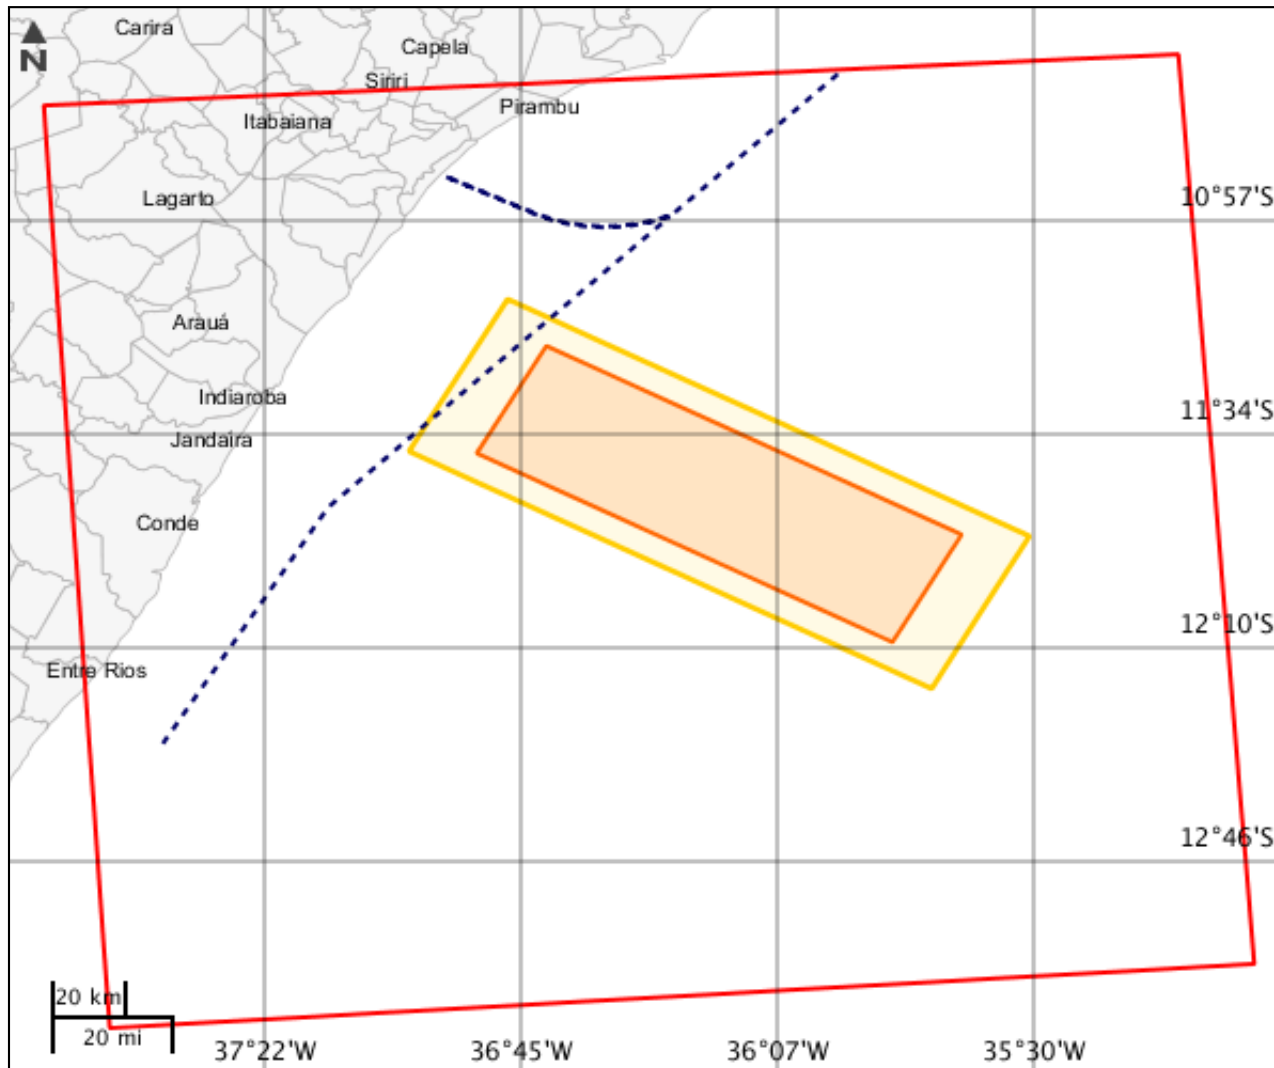 Carira
Capela
N
Siriri
Pirambu
Itabaiana
10°57'S
Lagarto
Arauá
Indiaroba
11°34'S
Jandaira
Conde
12°10'S
Entre Rios
12°46'S
20 km
20 mi
37°22'W
36°45'W
36°07'W
35°30'W